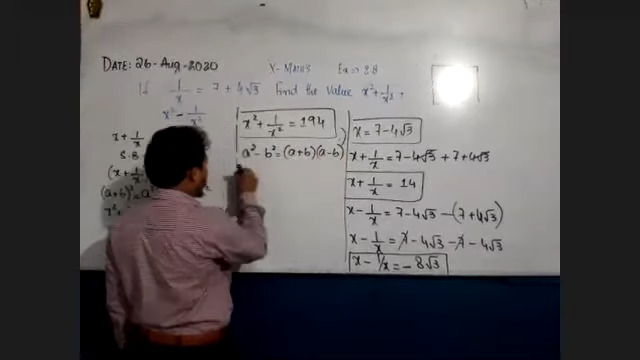 DATE: 26-Aug-2020
X-MATHS Ex: 2B
If 1/x = 7 + 4√3 Find the value x² + 1/x²,
x² - 1/x²
x + 1/x
S.B
(x + 1/x
(a+b)² = a²
x² +
x² + 1/x² = 194
a² - b² = (a+b)(a-b)
x = 7-4√3
x + 1/x = 7-4√3 + 7+4√3
x + 1/x = 14
x - 1/x = 7-4√3 -(7+4√3)
x - 1/x = 7 - 4√3 - 7 - 4√3
x - 1/x = - 8√3